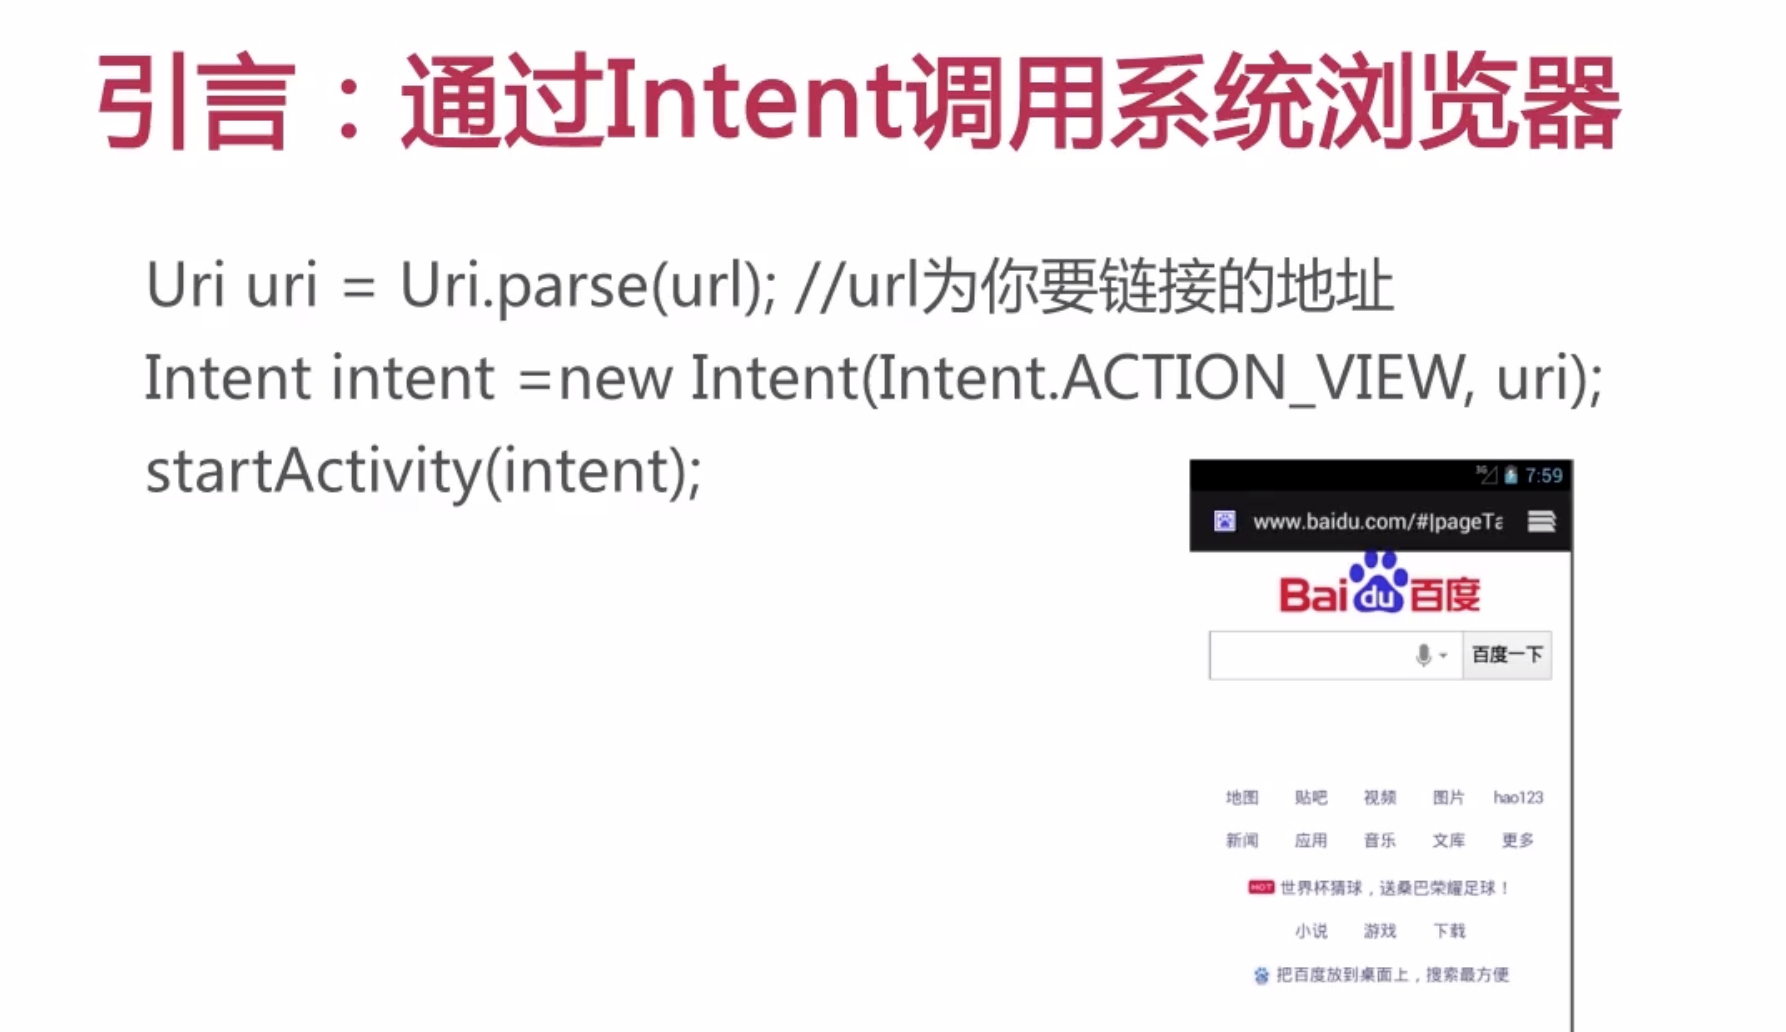 引言：通过Intent调用系统浏览器
Uri uri = Uri.parse(url); //url为你要链接的地址
Intent intent =new Intent(Intent.ACTION_VIEW, uri);
startActivity(intent);
3G 7:59
www.baidu.com/#|pageTa
Bai du 百度
百度一下
地图 贴吧 视频 图片 hao123
新闻 应用 音乐 文库 更多
HOT 世界杯猜球，送桑巴荣耀足球！
小说 游戏 下载
把百度放到桌面上，搜索最方便